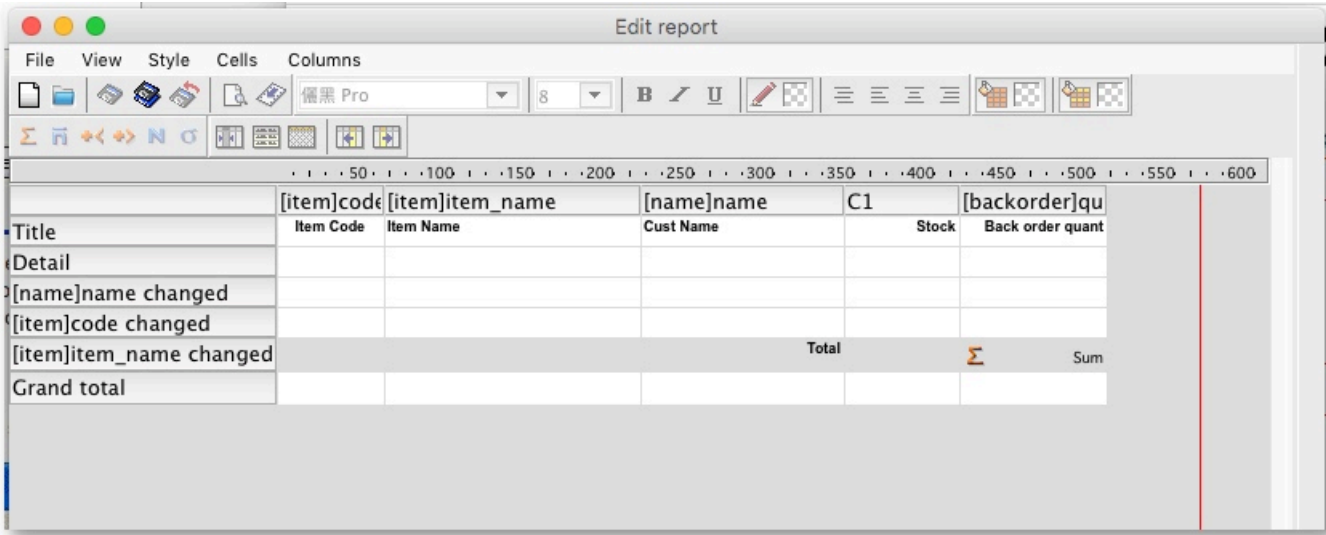 Edit report
File View Style Cells Columns
儷黑 Pro 8 B I U
50 100 150 200 250 300 350 400 450 500 550 600
[item]code [item]item_name [name]name C1 [backorder]qu
Title Item Code Item Name Cust Name Stock Back order quant
Detail
[name]name changed
[item]code changed
[item]item_name changed Total Σ Sum
Grand total